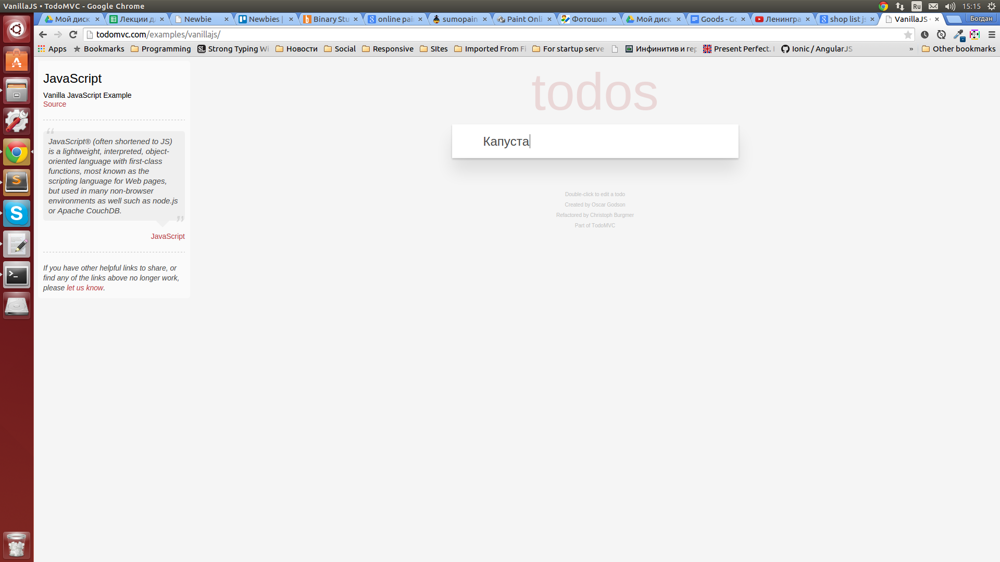 VanillaJS • TodoMVC - Google Chrome
Ru
15:15
Мой диск
Лекции д
Newbie
Newbies |
Binary Stu
online pai
sumopain
Paint Onli
Фотошоп
Мой диск
Goods - Go
Ленингра
shop list js
VanillaJS •
Богдан
todomvc.com/examples/vanillajs/
Apps
Bookmarks
Programming
Strong Typing Wi
Новости
Social
Responsive
SItes
Imported From Fi
For startup serve
Инфинитив и гер
Present Perfect.
Ionic / AngularJS
»
Other bookmarks
JavaScript
Vanilla JavaScript Example
Source
“
JavaScript® (often shortened to JS)
is a lightweight, interpreted, object-
oriented language with first-class
functions, most known as the
scripting language for Web pages,
but used in many non-browser
environments as well such as node.js
or Apache CouchDB.
”
JavaScript
If you have other helpful links to share, or
find any of the links above no longer work,
please let us know.
todos
Капуста
Double-click to edit a todo
Created by Oscar Godson
Refactored by Christoph Burgmer
Part of TodoMVC